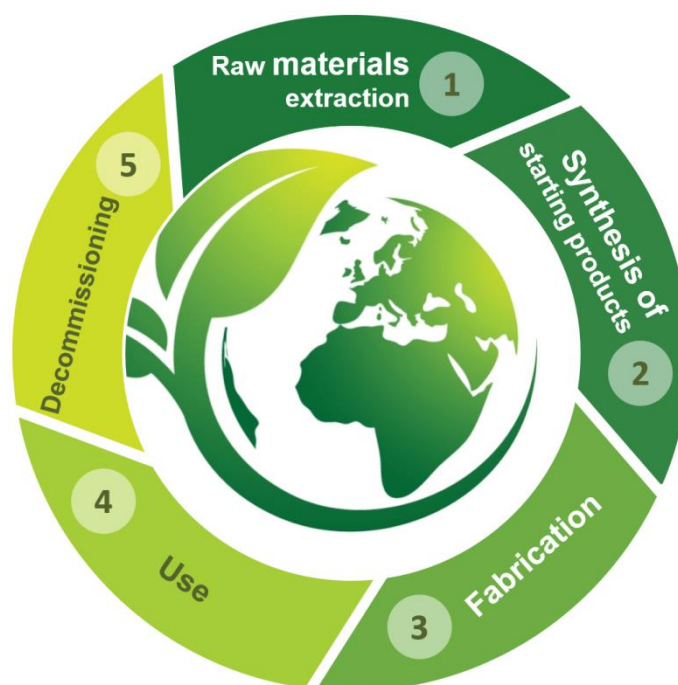 Raw materials
extraction
1
Synthesis of
starting products
2
Fabrication
3
Use
4
Decommissioning
5